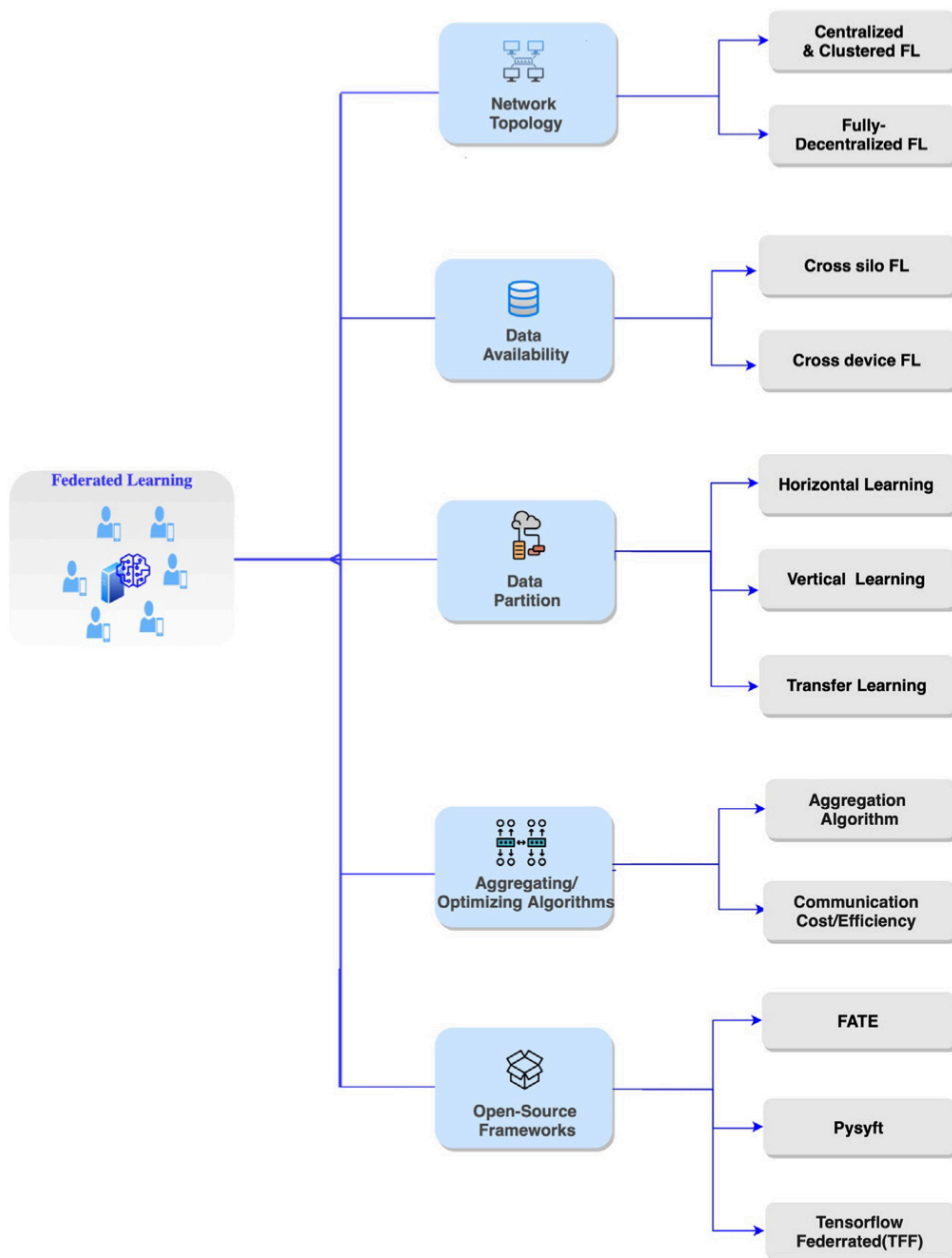 Centralized
& Clustered FL
Network
Topology
Fully-
Decentralized FL
Cross silo FL
Data
Availability
Cross device FL
Federated Learning
Horizontal Learning
Data
Partition
Vertical Learning
Transfer Learning
Aggregation
Algorithm
Aggregating/
Optimizing Algorithms
Communication
Cost/Efficiency
FATE
Open-Source
Frameworks
Pysyft
Tensorflow
Federrated(TFF)